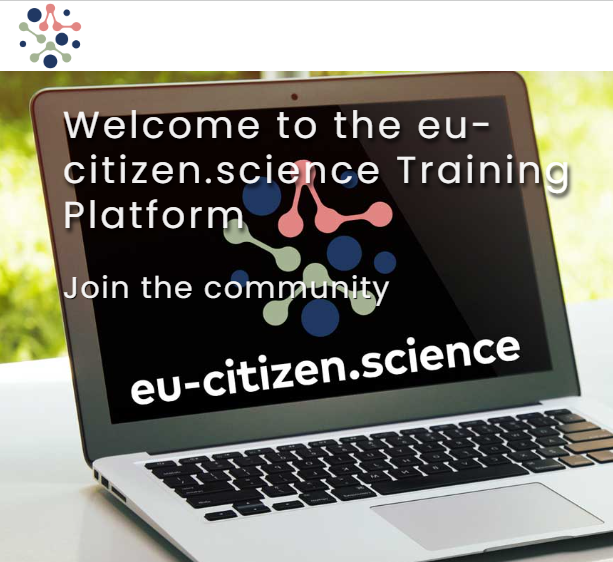 Welcome to the eu-
citizen.science Training
Platform
Join the community
eu-citizen.science